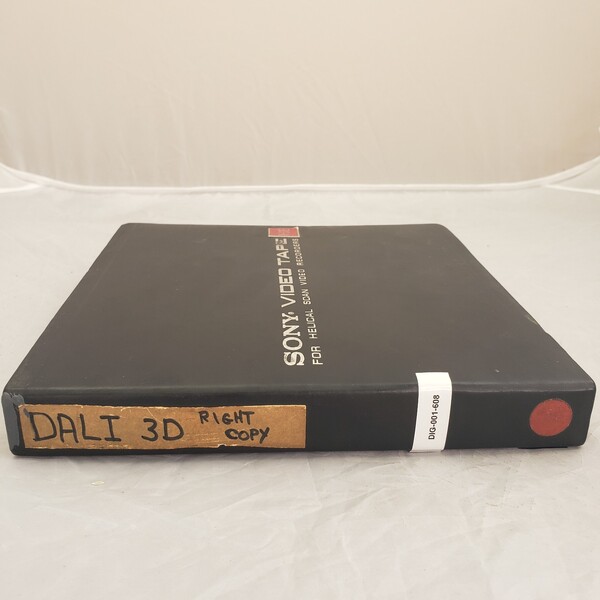 SONY VIDEO TAPE
FOR HELICAL SCAN VIDEO RECORDERS
DALI 3D RIGHT
COPY
DIG-001-608